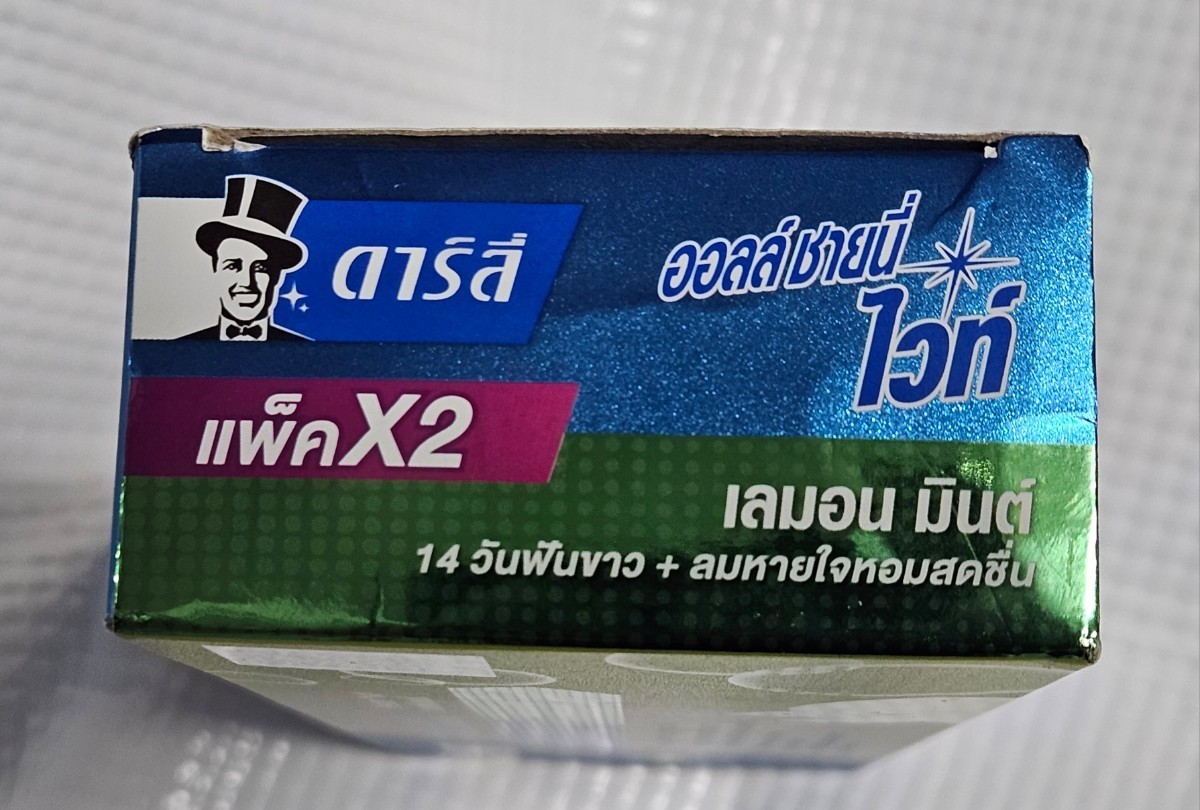 ดาร์ลี่
ออลล์ ชายนี่
ไวท์
แพ็ค X2
เลมอน มินต์
14 วันฟันขาว + ลมหายใจหอมสดชื่น